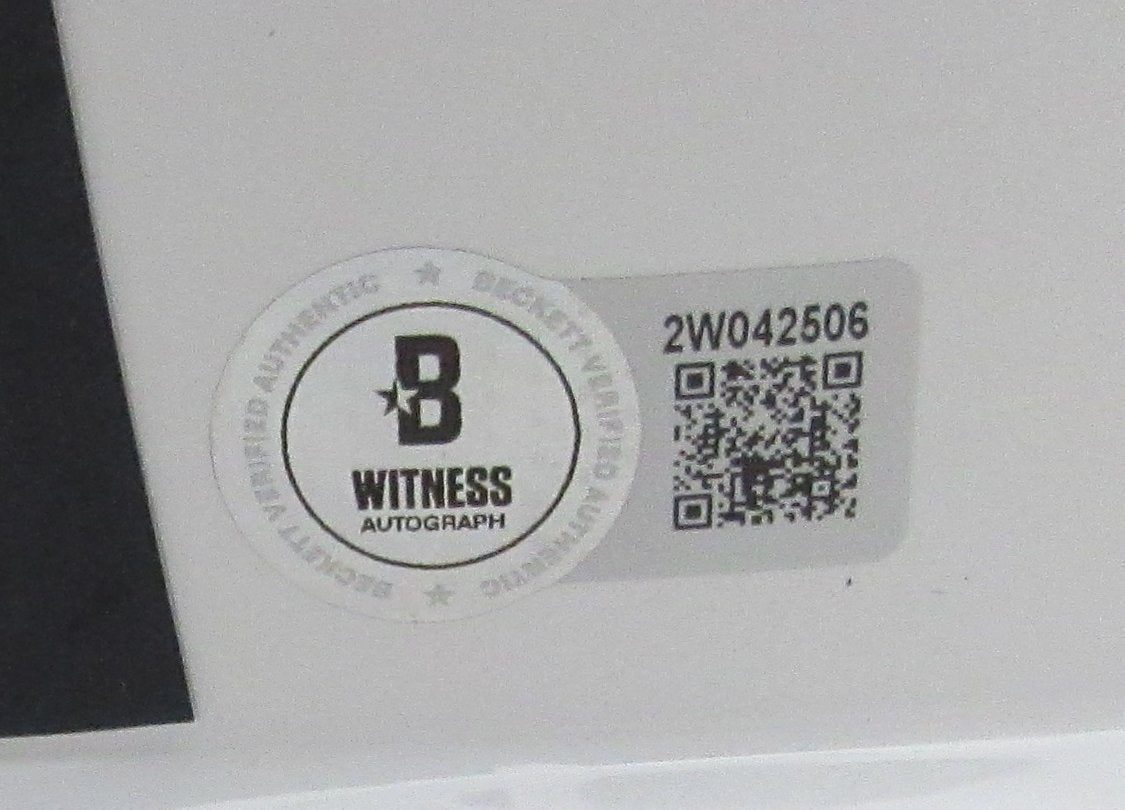 BECKETT VERIFIED AUTHENTIC
BECKETT VERIFIED AUTHENTIC
B
WITNESS
AUTOGRAPH
2W042506